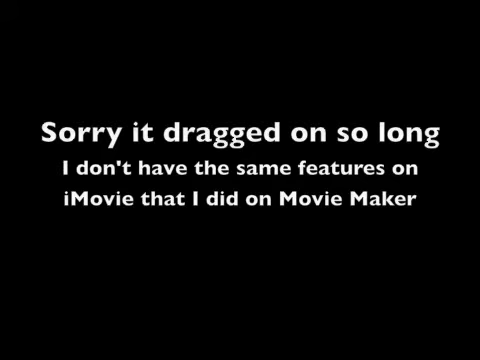 Sorry it dragged on so long
I don't have the same features on
iMovie that I did on Movie Maker